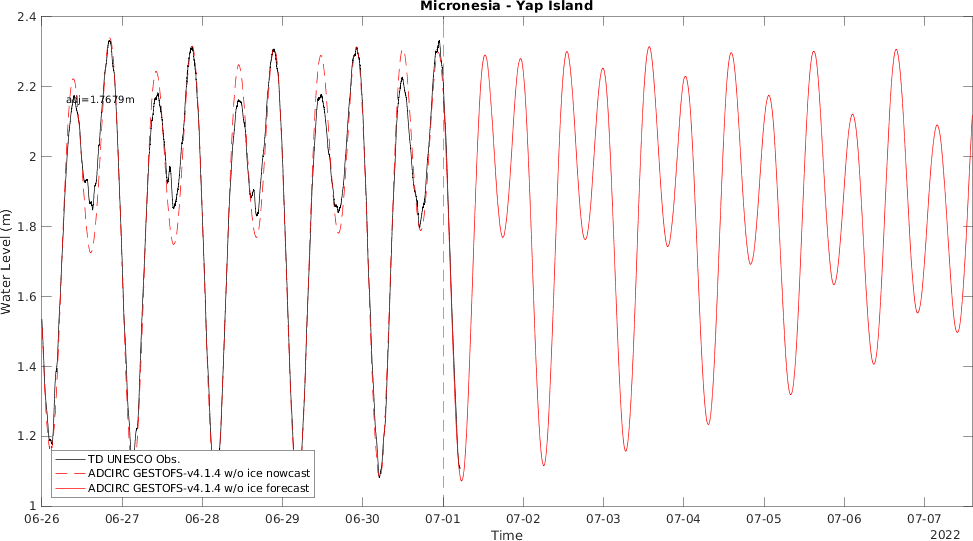 Micronesia - Yap Island
2.4
2.2
2
1.8
1.6
1.4
1.2
1
Water Level (m)
adj=1.7679m
TD UNESCO Obs.
ADCIRC GESTOFS-v4.1.4 w/o ice nowcast
ADCIRC GESTOFS-v4.1.4 w/o ice forecast
06-26 06-27 06-28 06-29 06-30 07-01 07-02 07-03 07-04 07-05 07-06 07-07
Time
2022